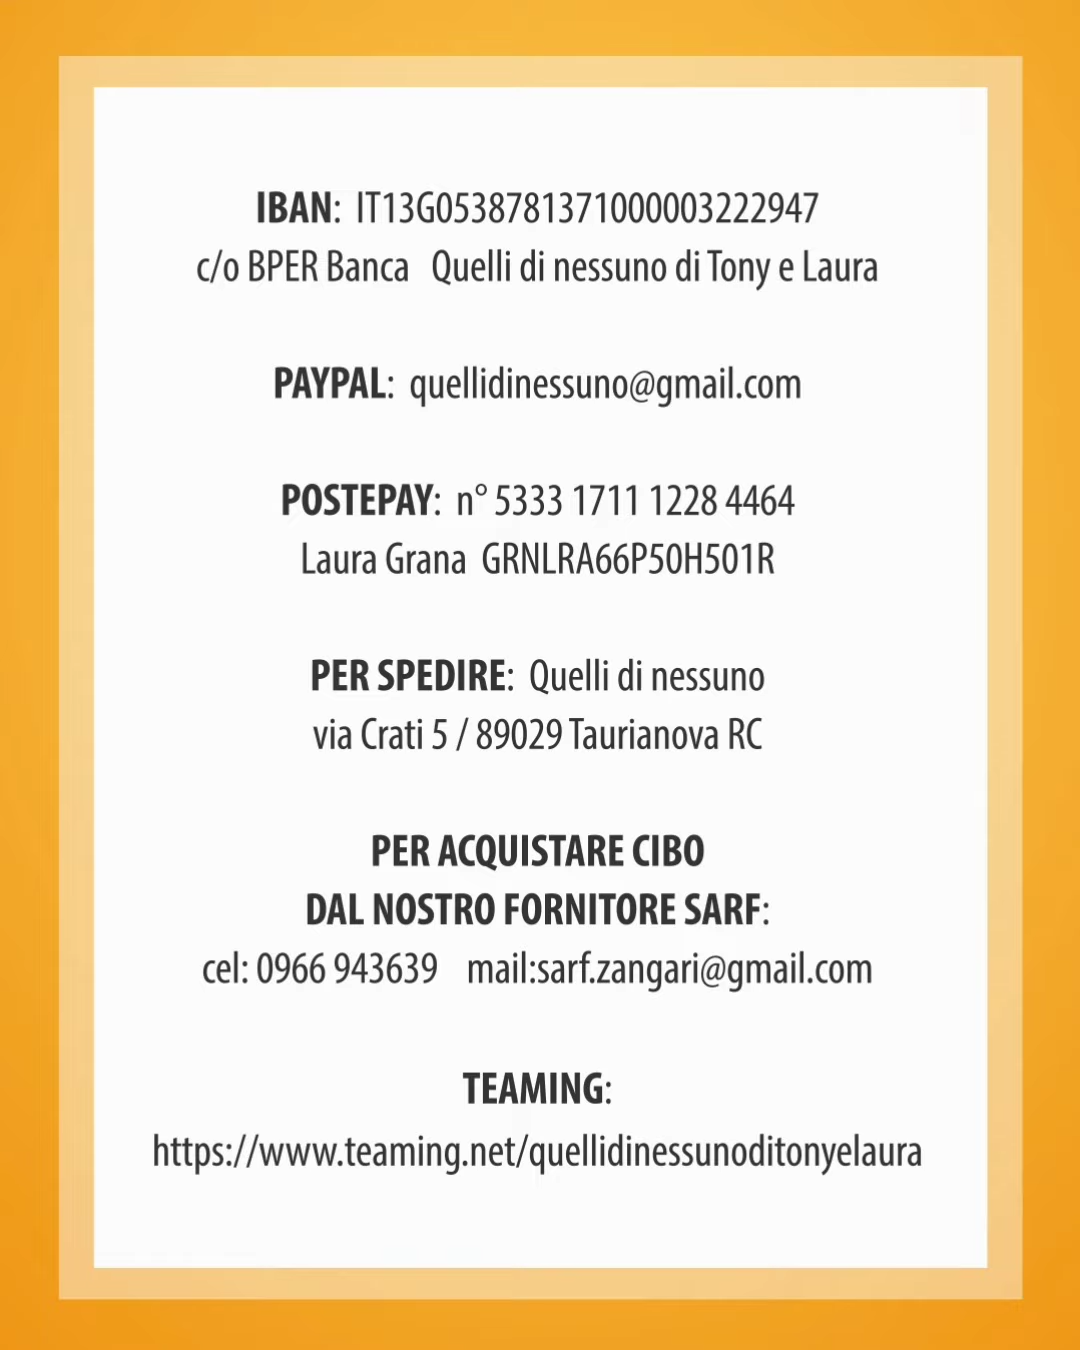 IBAN: IT13G0538781371000003222947
c/o BPER Banca Quelli di nessuno di Tony e Laura
PAYPAL: quellidinessuno@gmail.com
POSTEPAY: n° 5333 1711 1228 4464
Laura Grana GRNLRA66P50H501R
PER SPEDIRE: Quelli di nessuno
via Crati 5 / 89029 Taurianova RC
PER ACQUISTARE CIBO
DAL NOSTRO FORNITORE SARF:
cel: 0966 943639 mail:sarf.zangari@gmail.com
TEAMING:
https://www.teaming.net/quellidinessunoditonyelaura